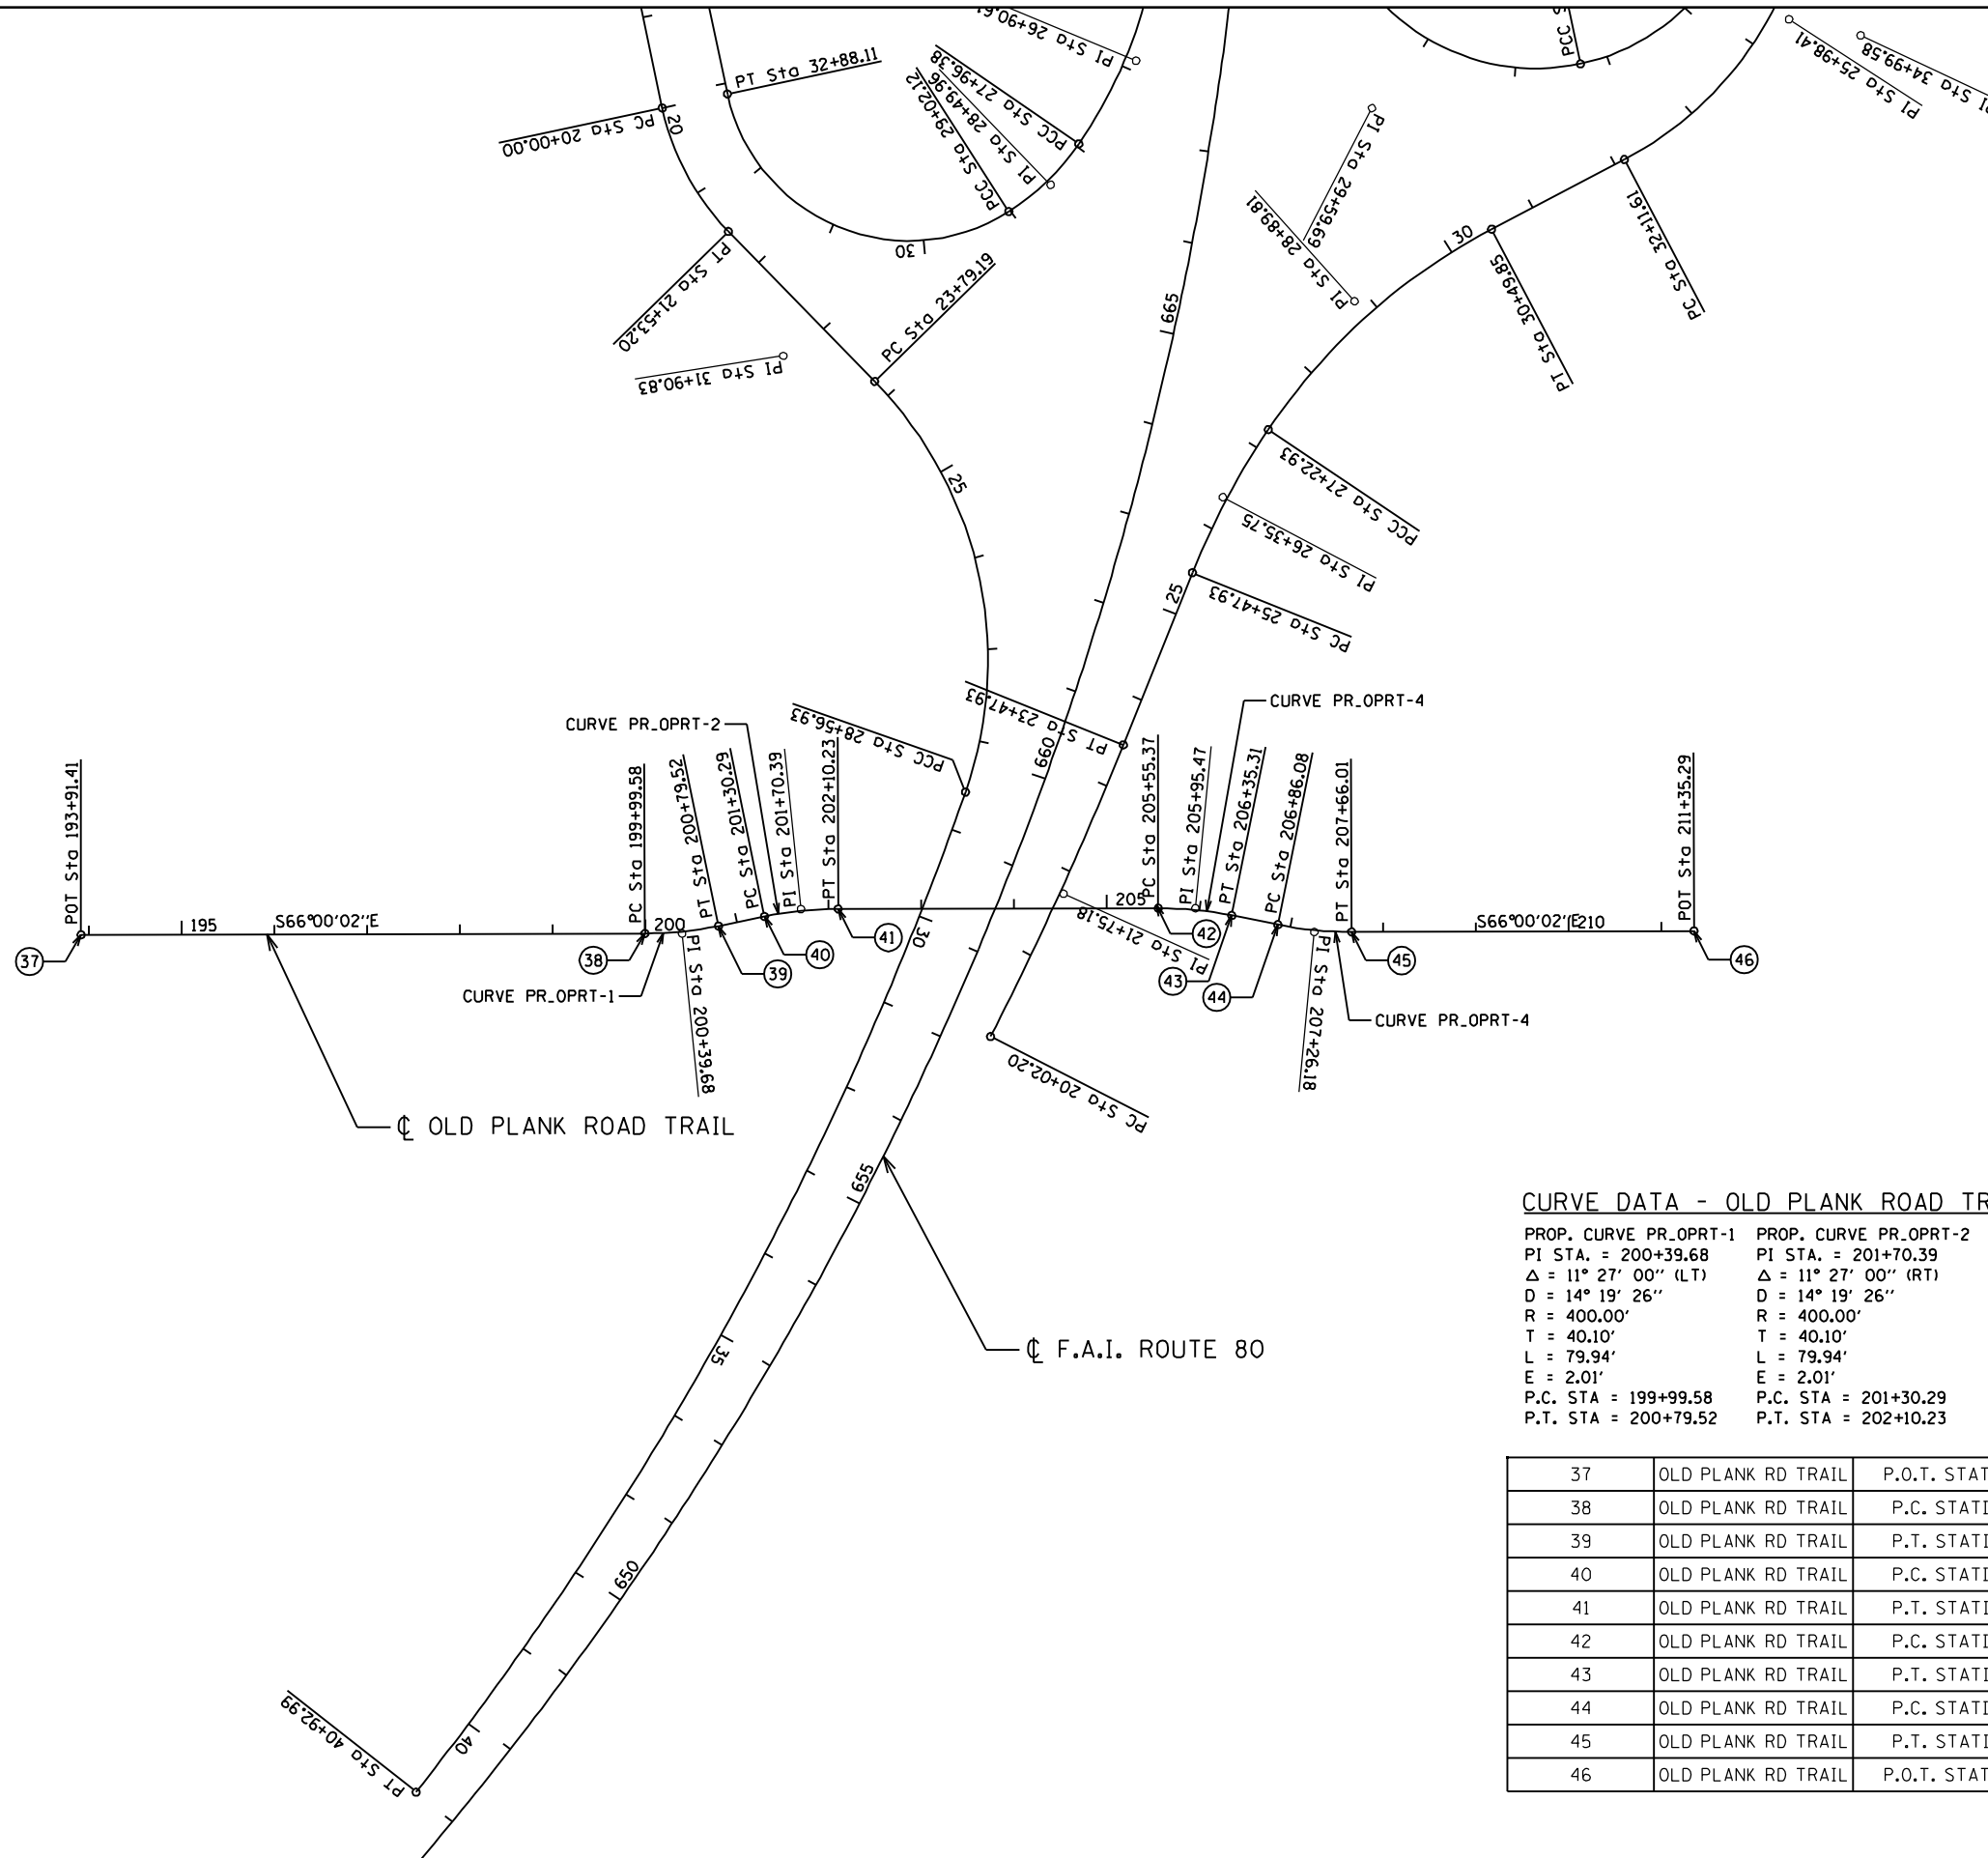 PI Sta 26+90.61
PCC S
PI Sta 25+98.41
PI Sta 34+99.58
PT Sta 32+88.11
PC Sta 20+00.00
20
PCC Sta 27+96.38
PI Sta 28+49.96
PCC Sta 29+02.12
30
PI Sta 29+59.69
PI Sta 28+89.81
30
PC Sta 32+11.61
PT Sta 30+49.85
PT Sta 21+53.20
PC Sta 23+79.19
PI Sta 31+90.83
665
25
PCC Sta 27+22.93
PI Sta 26+35.75
25
PC Sta 25+47.93
PT Sta 23+47.93
CURVE PR_OPRT-4
CURVE PR_OPRT-2
PCC Sta 28+56.93
660
POT Sta 193+91.41
PC Sta 199+99.58
PT Sta 200+79.52
PC Sta 201+30.29
PI Sta 201+70.39
PT Sta 202+10.23
PC Sta 205+55.37
PI Sta 205+95.47
PT Sta 206+35.31
PC Sta 206+86.08
PT Sta 207+66.01
POT Sta 211+35.29
195
S66°00'02"E
200
205
S66°00'02"E
210
37
38
39
40
41
30
42
43
44
45
46
PI Sta 21+75.18
CURVE PR_OPRT-1
PI Sta 200+39.68
PI Sta 207+26.18
CURVE PR_OPRT-4
PC Sta 20+02.20
℄ OLD PLANK ROAD TRAIL
655
℄ F.A.I. ROUTE 80
35
650
40
PT Sta 40+92.99
CURVE DATA - OLD PLANK ROAD TR
PROP. CURVE PR_OPRT-1
PI STA. = 200+39.68
Δ = 11° 27' 00'' (LT)
D = 14° 19' 26''
R = 400.00'
T = 40.10'
L = 79.94'
E = 2.01'
P.C. STA = 199+99.58
P.T. STA = 200+79.52
PROP. CURVE PR_OPRT-2
PI STA. = 201+70.39
Δ = 11° 27' 00'' (RT)
D = 14° 19' 26''
R = 400.00'
T = 40.10'
L = 79.94'
E = 2.01'
P.C. STA = 201+30.29
P.T. STA = 202+10.23
37 OLD PLANK RD TRAIL P.O.T. STAT
38 OLD PLANK RD TRAIL P.C. STATI
39 OLD PLANK RD TRAIL P.T. STATI
40 OLD PLANK RD TRAIL P.C. STATI
41 OLD PLANK RD TRAIL P.T. STATI
42 OLD PLANK RD TRAIL P.C. STATI
43 OLD PLANK RD TRAIL P.T. STATI
44 OLD PLANK RD TRAIL P.C. STATI
45 OLD PLANK RD TRAIL P.T. STATI
46 OLD PLANK RD TRAIL P.O.T. STAT